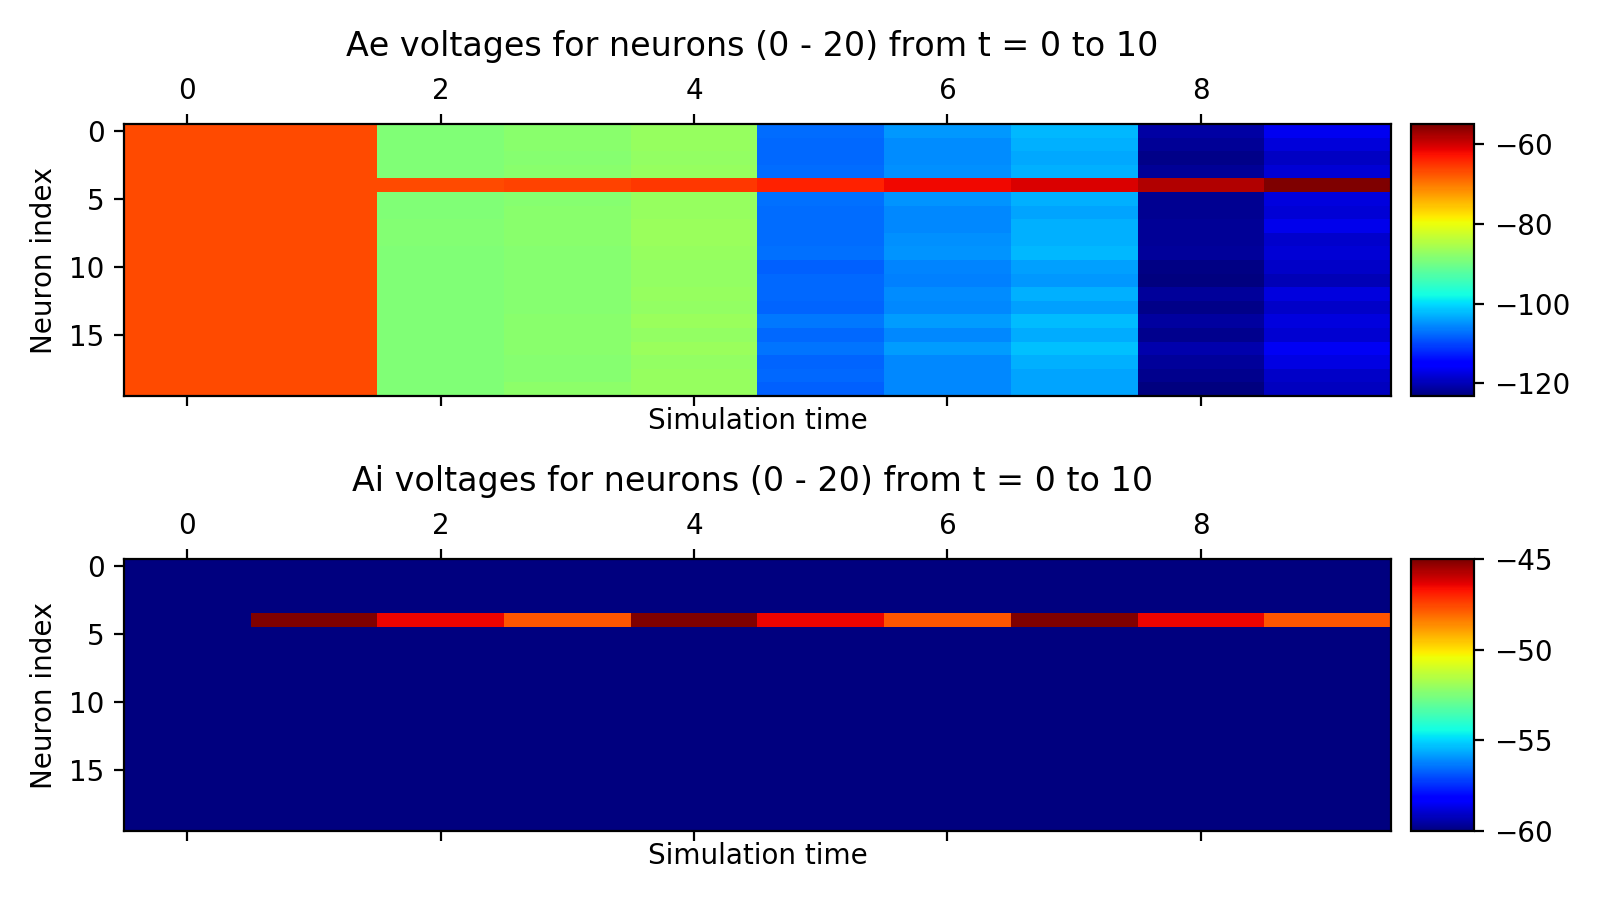 Ae voltages for neurons (0 - 20) from t = 0 to 10
0 2 4 6 8
Neuron index
0
5
10
15
−60
−80
−100
−120
Simulation time
Ai voltages for neurons (0 - 20) from t = 0 to 10
0 2 4 6 8
Neuron index
0
5
10
15
−45
−50
−55
−60
Simulation time